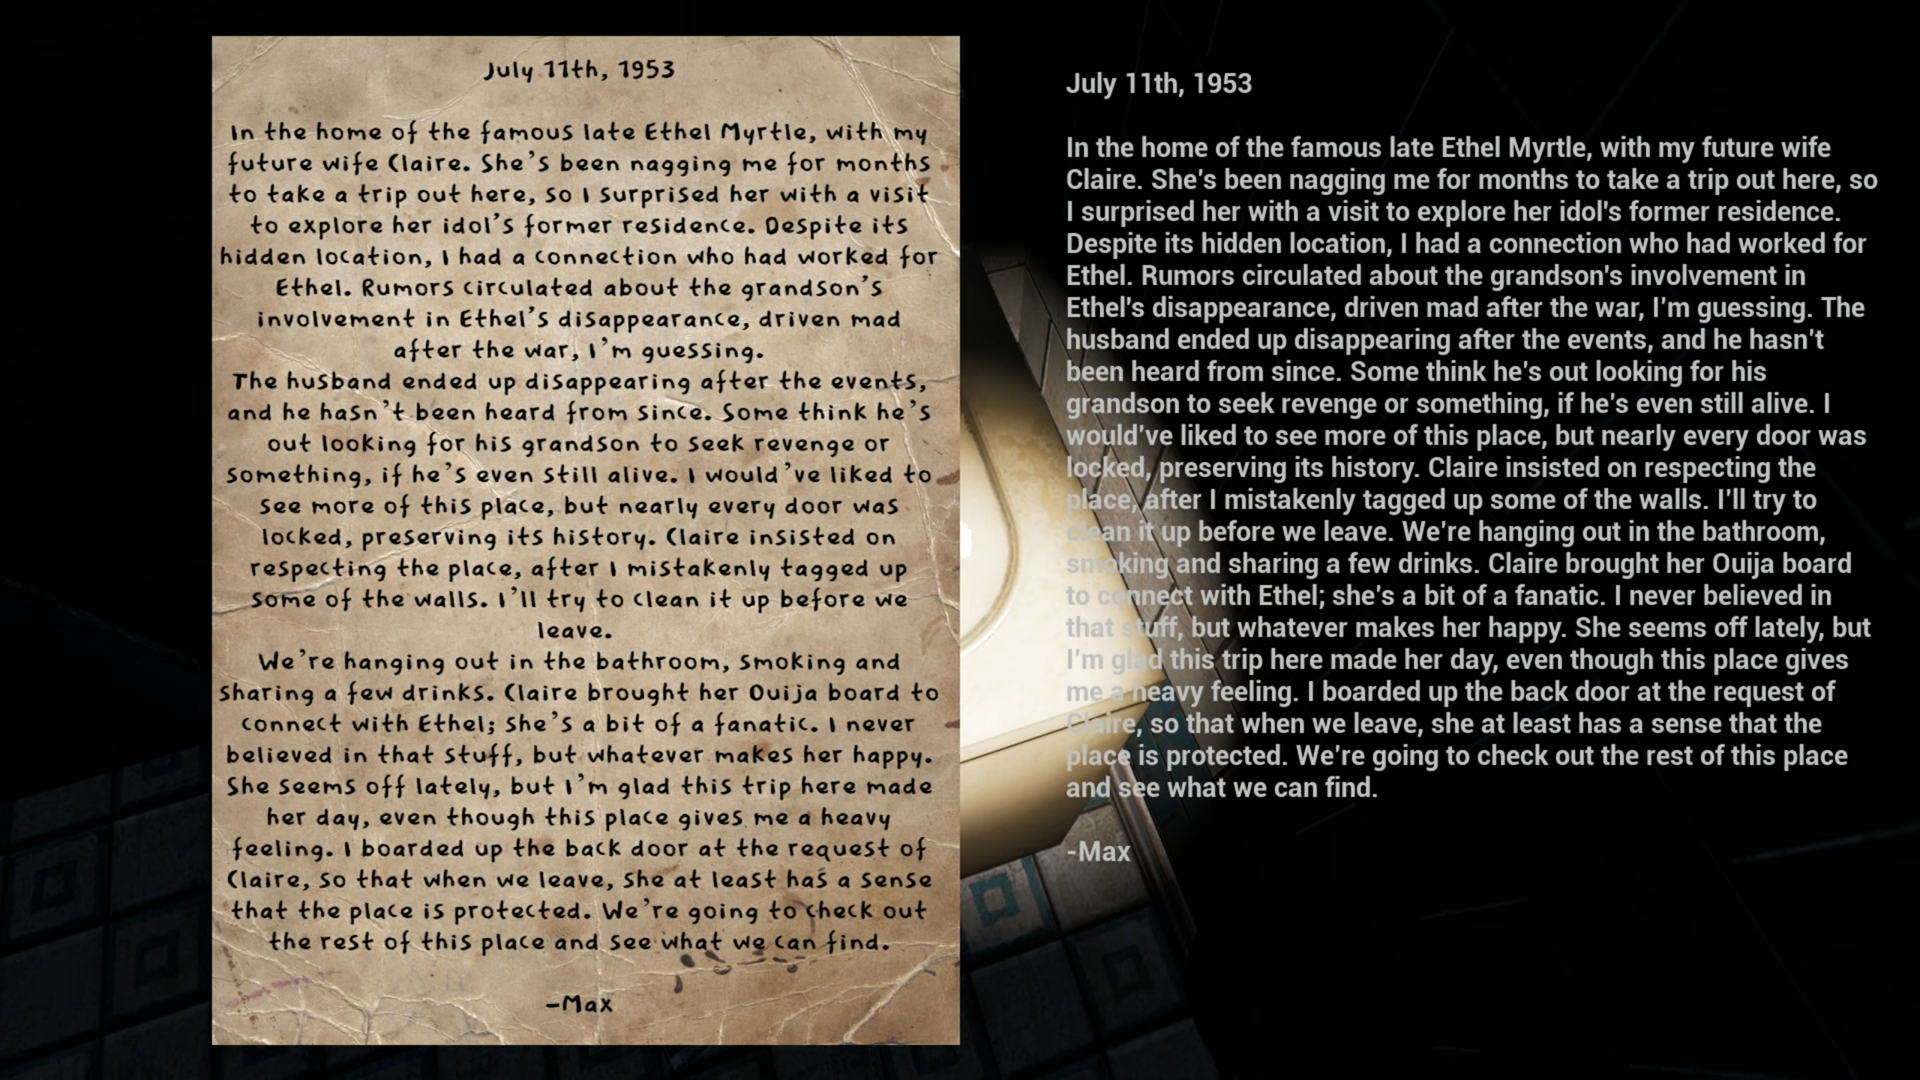 July 11th, 1953
In the home of the famous late Ethel Myrtle, with my
future wife Claire. She's been nagging me for months
to take a trip out here, so I surprised her with a visit
to explore her idol's former residence. Despite its
hidden location, I had a connection who had worked for
Ethel. Rumors circulated about the grandson's
involvement in Ethel's disappearance, driven mad
after the war, I'm guessing.
The husband ended up disappearing after the events,
and he hasn't been heard from since. Some think he's
out looking for his grandson to seek revenge or
something, if he's even still alive. I would've liked to
see more of this place, but nearly every door was
locked, preserving its history. Claire insisted on
respecting the place, after I mistakenly tagged up
some of the walls. I'll try to clean it up before we
leave.
We're hanging out in the bathroom, smoking and
sharing a few drinks. Claire brought her Ouija board to
connect with Ethel; she's a bit of a fanatic. I never
believed in that stuff, but whatever makes her happy.
She seems off lately, but I'm glad this trip here made
her day, even though this place gives me a heavy
feeling. I boarded up the back door at the request of
Claire, so that when we leave, she at least has a sense
that the place is protected. We're going to check out
the rest of this place and see what we can find.
-Max
July 11th, 1953
In the home of the famous late Ethel Myrtle, with my future wife
Claire. She's been nagging me for months to take a trip out here, so
I surprised her with a visit to explore her idol's former residence.
Despite its hidden location, I had a connection who had worked for
Ethel. Rumors circulated about the grandson's involvement in
Ethel's disappearance, driven mad after the war, I'm guessing. The
husband ended up disappearing after the events, and he hasn't
been heard from since. Some think he's out looking for his
grandson to seek revenge or something, if he's even still alive. I
would've liked to see more of this place, but nearly every door was
locked, preserving its history. Claire insisted on respecting the
place, after I mistakenly tagged up some of the walls. I'll try to
clean it up before we leave. We're hanging out in the bathroom,
smoking and sharing a few drinks. Claire brought her Ouija board
to connect with Ethel; she's a bit of a fanatic. I never believed in
that stuff, but whatever makes her happy. She seems off lately, but
I'm glad this trip here made her day, even though this place gives
me a heavy feeling. I boarded up the back door at the request of
Claire, so that when we leave, she at least has a sense that the
place is protected. We're going to check out the rest of this place
and see what we can find.
-Max